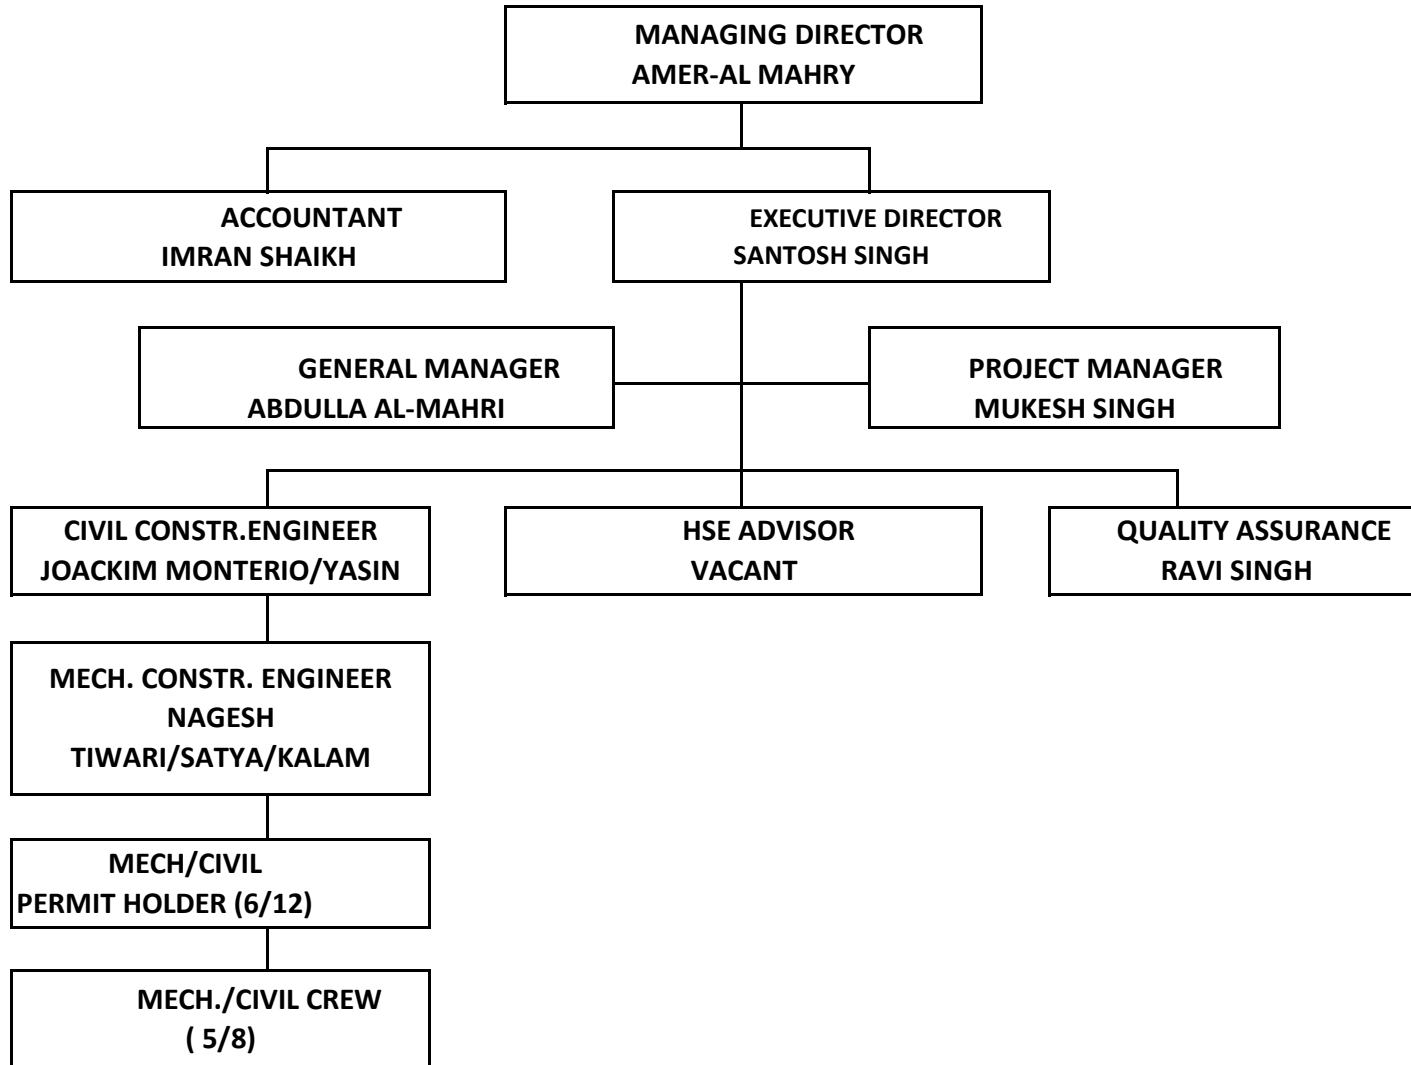 MANAGING DIRECTOR
AMER-AL MAHRY
ACCOUNTANT
IMRAN SHAIKH
EXECUTIVE DIRECTOR
SANTOSH SINGH
GENERAL MANAGER
ABDULLA AL-MAHRI
PROJECT MANAGER
MUKESH SINGH
CIVIL CONSTR.ENGINEER
JOACKIM MONTERIO/YASIN
HSE ADVISOR
VACANT
QUALITY ASSURANCE
RAVI SINGH
MECH. CONSTR. ENGINEER
NAGESH
TIWARI/SATYA/KALAM
MECH/CIVIL
PERMIT HOLDER (6/12)
MECH./CIVIL CREW
( 5/8)